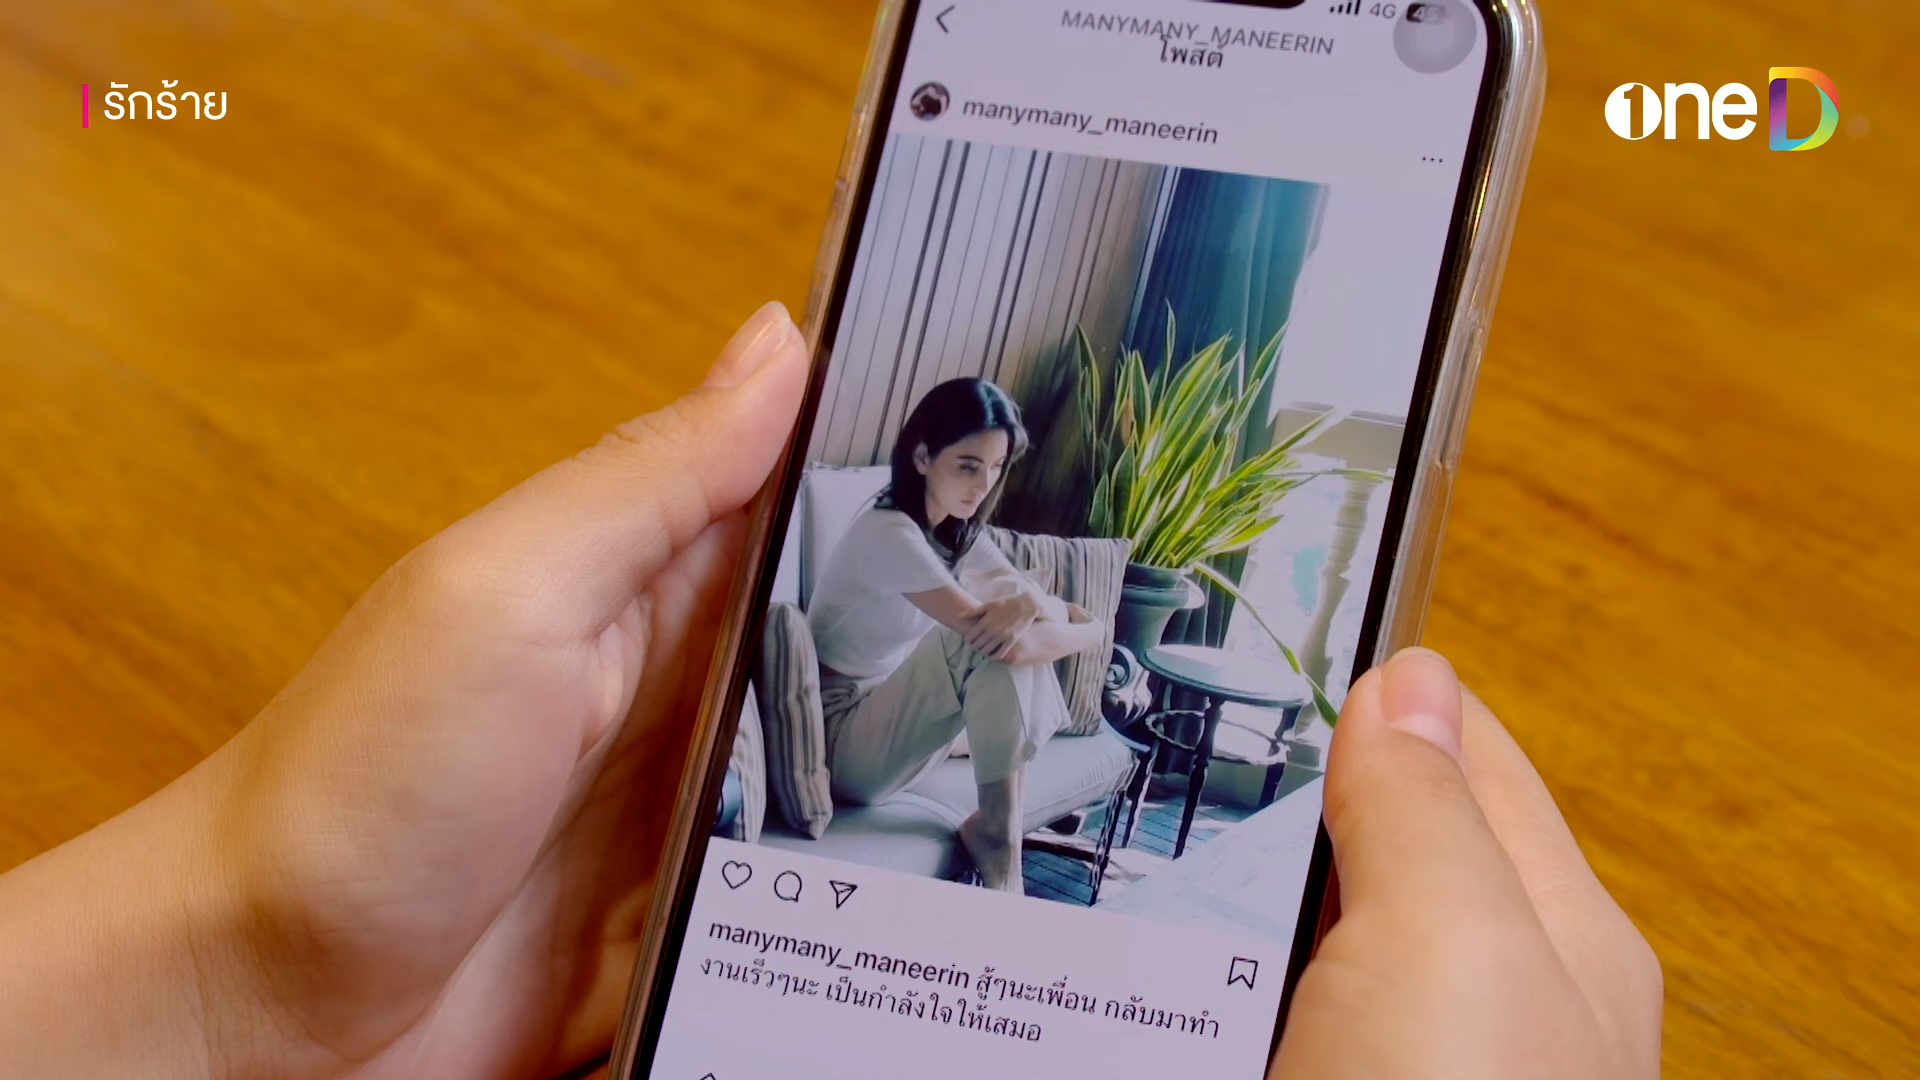 รักร้าย
one D
4G 45
MANYMANY_MANEERIN
โพสต์
manymany_maneerin
manymany_maneerin สู้ๆนะเพื่อน กลับมาทำ
งานเร็วๆนะ เป็นกำลังใจให้เสมอ